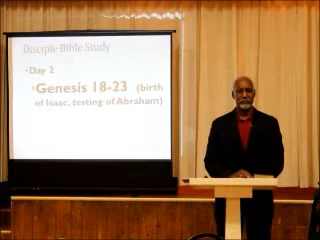 Disciple Bible Study
•Day 2
•Genesis 18-23 (birth
of Isaac, testing of Abraham)